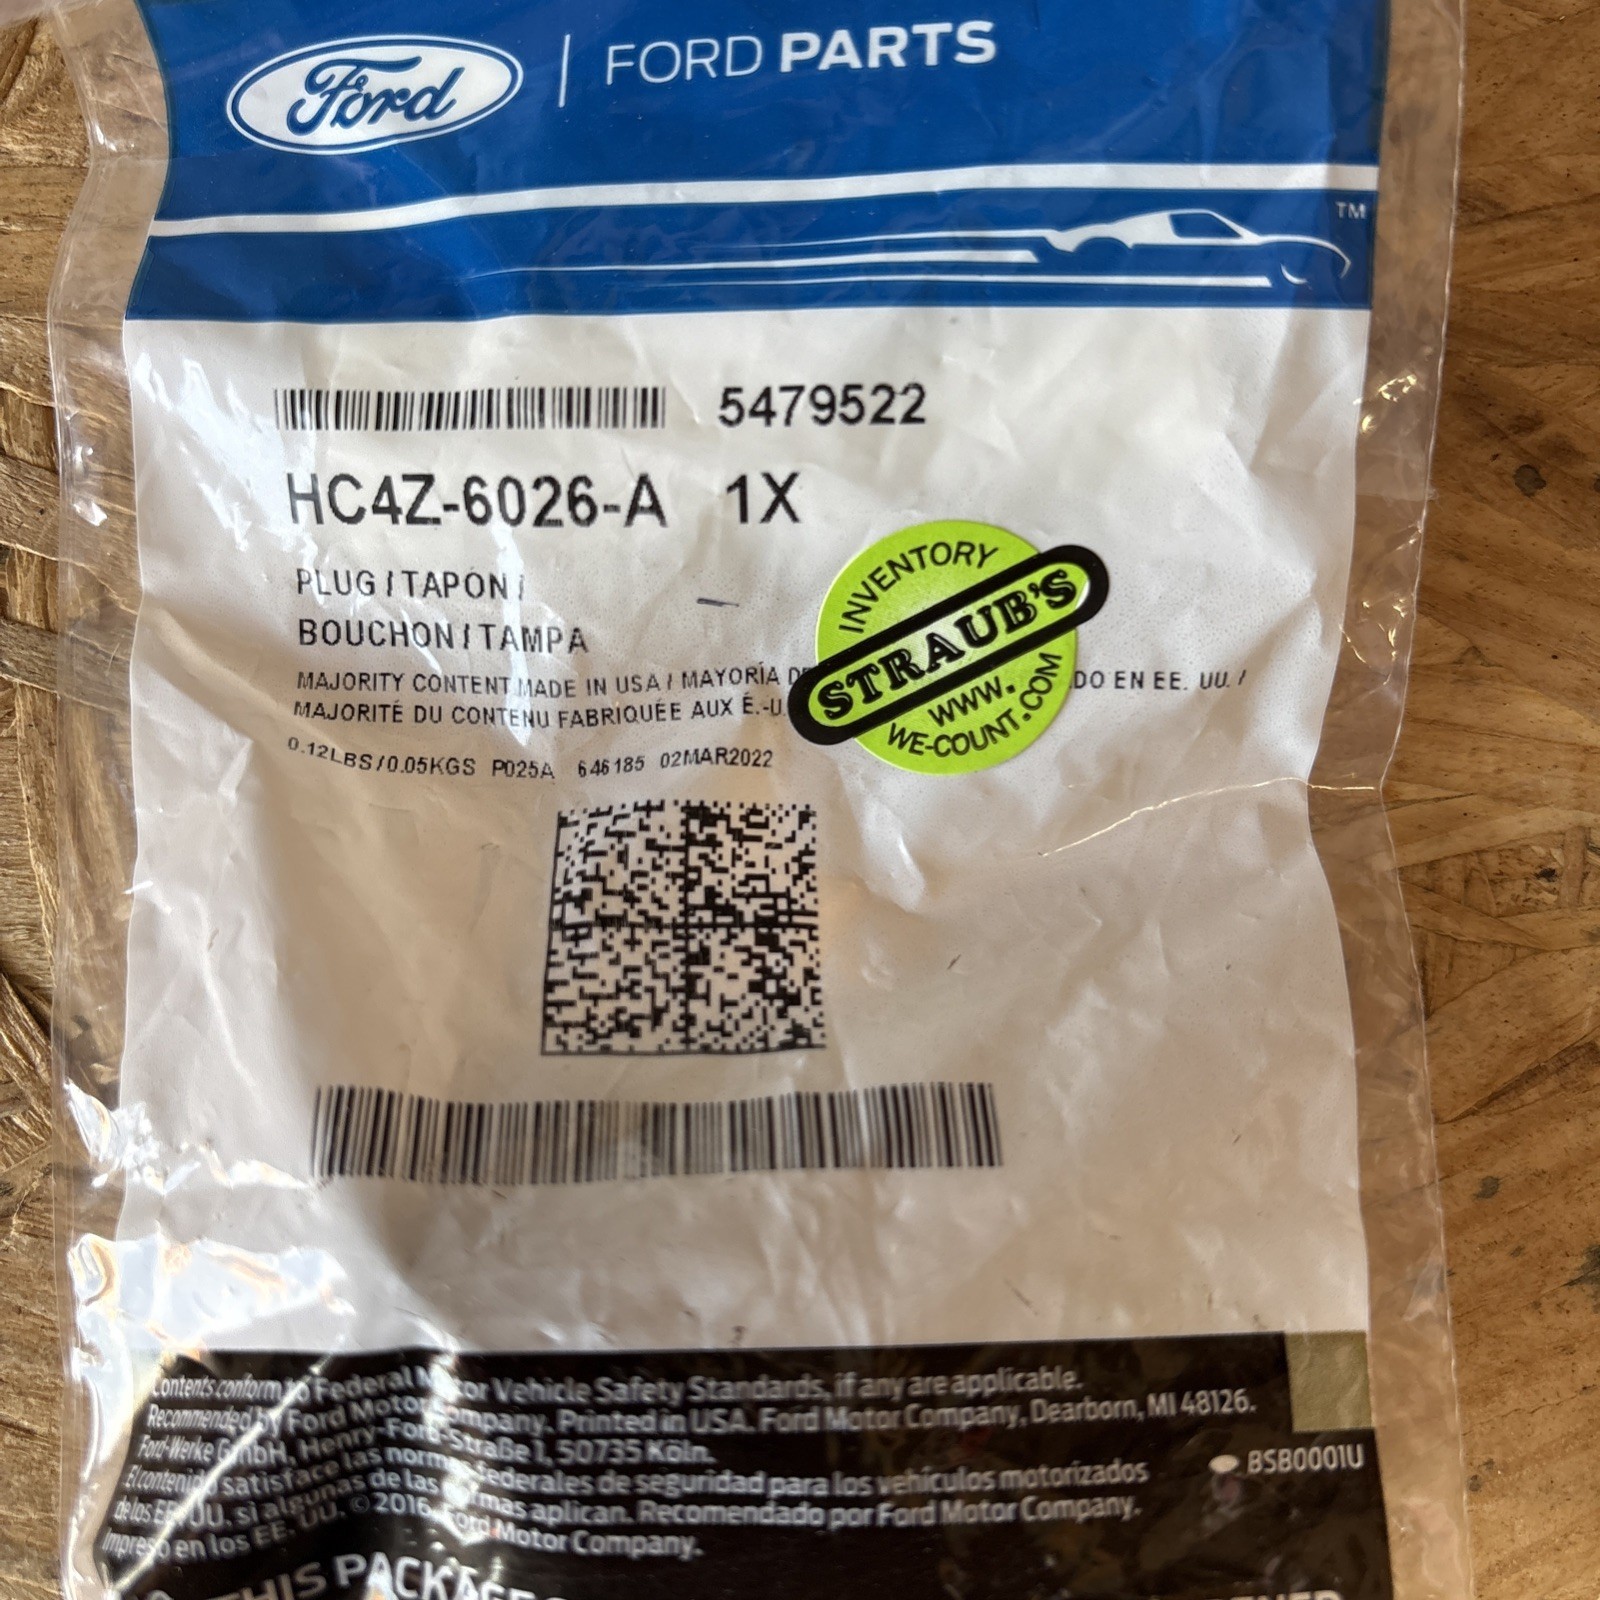 Ford | FORD PARTS
TM
5479522
HC4Z-6026-A 1X
PLUG / TAPON /
BOUCHON / TAMPA
MAJORITY CONTENT MADE IN USA / MAYORÍA DO EN EE. UU. /
MAJORITÉ DU CONTENU FABRIQUÉE AUX É.-U.
0.12LBS/0.05KGS P025A 646185 02MAR2022
INVENTORY
STRAUB'S
WWW.
WE-COUNT.COM
Contents conform to Federal Motor Vehicle Safety Standards, if any are applicable.
Recommended by Ford Motor Company. Printed in USA. Ford Motor Company, Dearborn, MI 48126.
Ford-Werke GmbH, Henry-Ford-Straße 1, 50735 Köln.
El contenido satisface las normas federales de seguridad para los vehículos motorizados
de los EE. UU. si algunas de las normas aplican. Recomendado por Ford Motor Company.
Impreso en los EE. UU. © 2016, Ford Motor Company.
BSB0001U
THIS PACKAGE